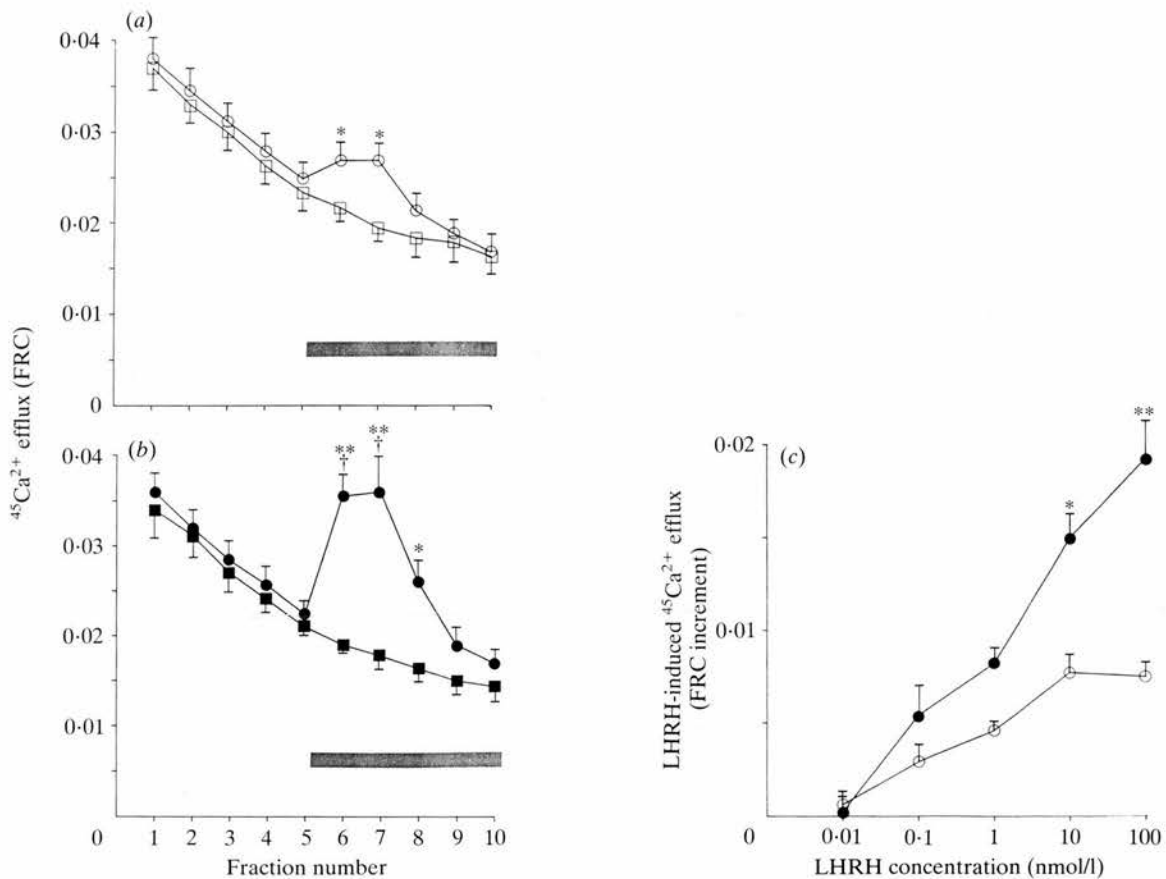 (a)
0·04
0·03
0·02
0·01
0
* *
⁴⁵Ca²⁺ efflux (FRC)
(b)
0·04
0·03
0·02
0·01
0
** **
† †
*
1 2 3 4 5 6 7 8 9 10
Fraction number
(c)
0·02
0·01
0
LHRH-induced ⁴⁵Ca²⁺ efflux
(FRC increment)
**
*
0·01 0·1 1 10 100
LHRH concentration (nmol/l)